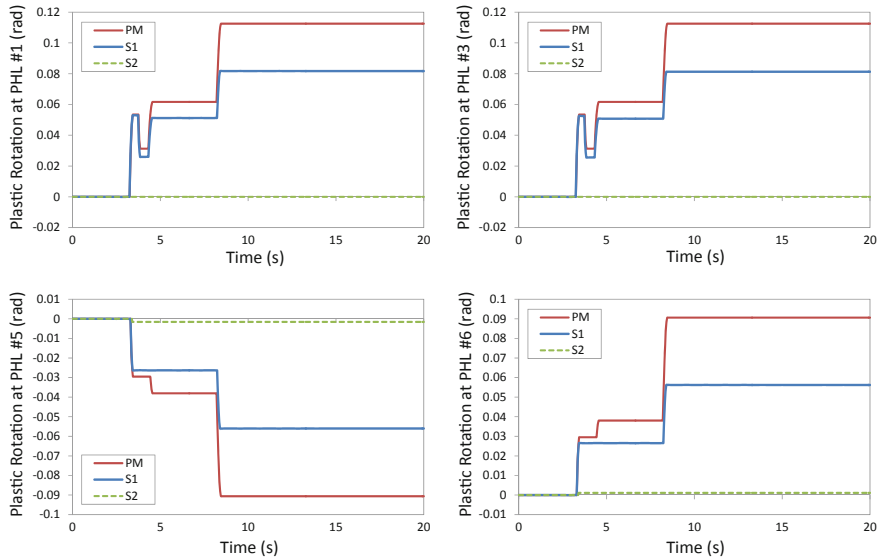 Plastic Rotation at PHL #1 (rad)
0.12
0.1
0.08
0.06
0.04
0.02
0
-0.02
PM
S1
S2
0 5 10 15 20
Time (s)
Plastic Rotation at PHL #3 (rad)
0.12
0.1
0.08
0.06
0.04
0.02
0
-0.02
PM
S1
S2
0 5 10 15 20
Time (s)
Plastic Rotation at PHL #5 (rad)
0.01
0
-0.01
-0.02
-0.03
-0.04
-0.05
-0.06
-0.07
-0.08
-0.09
-0.1
PM
S1
S2
0 5 10 15 20
Time (s)
Plastic Rotation at PHL #6 (rad)
0.1
0.09
0.08
0.07
0.06
0.05
0.04
0.03
0.02
0.01
0
-0.01
PM
S1
S2
0 5 10 15 20
Time (s)